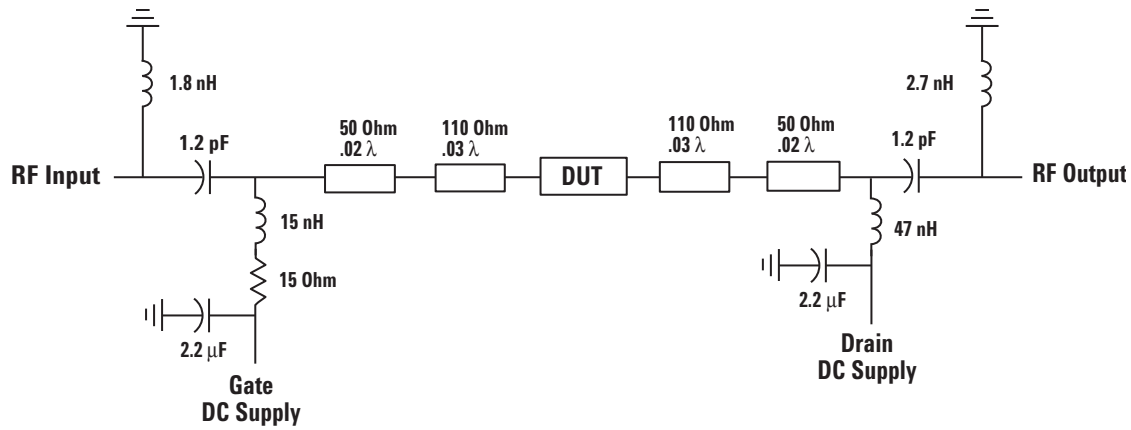 1.8 nH
2.7 nH
1.2 pF
50 Ohm
.02 λ
110 Ohm
.03 λ
110 Ohm
.03 λ
50 Ohm
.02 λ
1.2 pF
RF Input
DUT
RF Output
15 nH
47 nH
15 Ohm
2.2 μF
2.2 μF
Gate
DC Supply
Drain
DC Supply